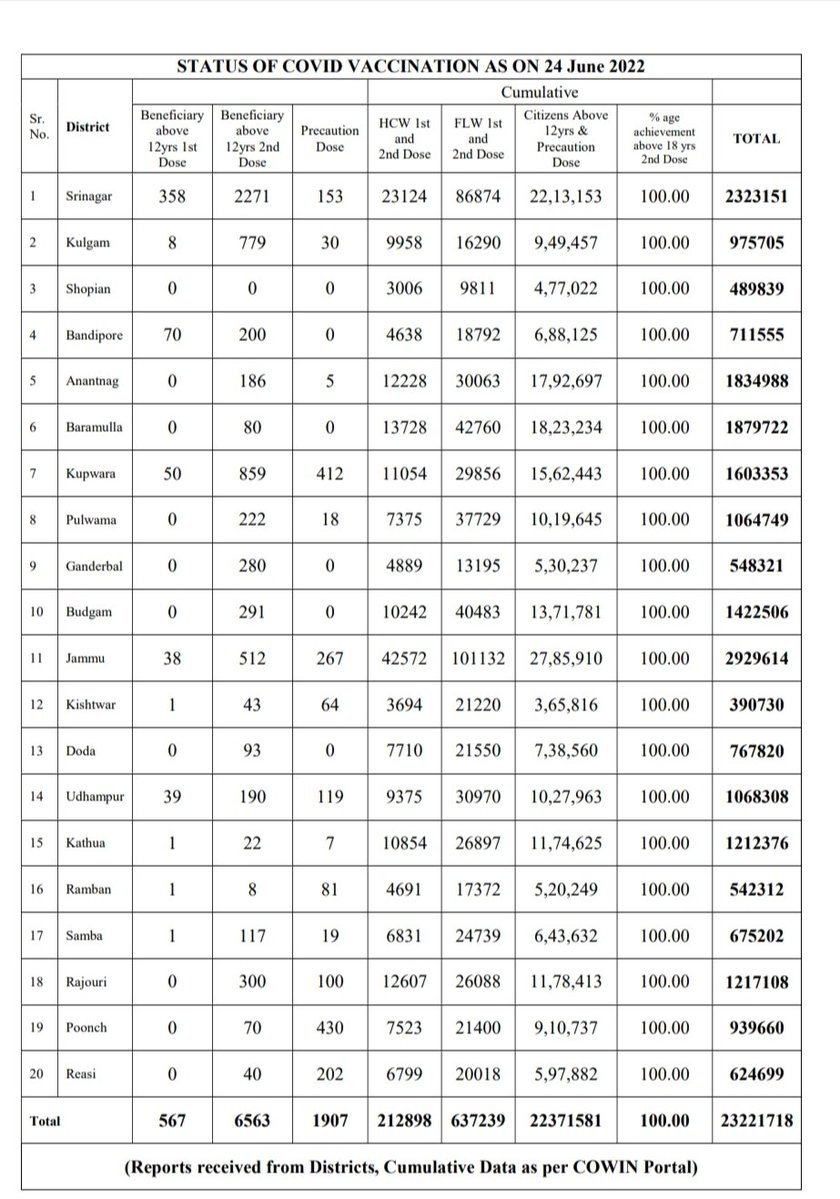 STATUS OF COVID VACCINATION AS ON 24 June 2022
Cumulative
Sr. No. District Beneficiary above 12yrs 1st Dose Beneficiary above 12yrs 2nd Dose Precaution Dose HCW 1st and 2nd Dose FLW 1st and 2nd Dose Citizens Above 12yrs & Precaution Dose % age achievement above 18 yrs 2nd Dose TOTAL
1 Srinagar 358 2271 153 23124 86874 22,13,153 100.00 2323151
2 Kulgam 8 779 30 9958 16290 9,49,457 100.00 975705
3 Shopian 0 0 0 3006 9811 4,77,022 100.00 489839
4 Bandipore 70 200 0 4638 18792 6,88,125 100.00 711555
5 Anantnag 0 186 5 12228 30063 17,92,697 100.00 1834988
6 Baramulla 0 80 0 13728 42760 18,23,234 100.00 1879722
7 Kupwara 50 859 412 11054 29856 15,62,443 100.00 1603353
8 Pulwama 0 222 18 7375 37729 10,19,645 100.00 1064749
9 Ganderbal 0 280 0 4889 13195 5,30,237 100.00 548321
10 Budgam 0 291 0 10242 40483 13,71,781 100.00 1422506
11 Jammu 38 512 267 42572 101132 27,85,910 100.00 2929614
12 Kishtwar 1 43 64 3694 21220 3,65,816 100.00 390730
13 Doda 0 93 0 7710 21550 7,38,560 100.00 767820
14 Udhampur 39 190 119 9375 30970 10,27,963 100.00 1068308
15 Kathua 1 22 7 10854 26897 11,74,625 100.00 1212376
16 Ramban 1 8 81 4691 17372 5,20,249 100.00 542312
17 Samba 1 117 19 6831 24739 6,43,632 100.00 675202
18 Rajouri 0 300 100 12607 26088 11,78,413 100.00 1217108
19 Poonch 0 70 430 7523 21400 9,10,737 100.00 939660
20 Reasi 0 40 202 6799 20018 5,97,882 100.00 624699
Total 567 6563 1907 212898 637239 22371581 100.00 23221718
(Reports received from Districts, Cumulative Data as per COWIN Portal)